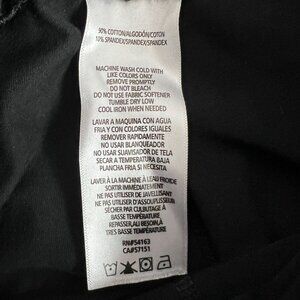 90% COTTON/ALGODÓN/COTON
10% SPANDEX/SPANDEX/SPANDEX
MACHINE WASH COLD WITH
LIKE COLORS ONLY
REMOVE PROMPTLY
DO NOT BLEACH
DO NOT USE FABRIC SOFTENER
TUMBLE DRY LOW
COOL IRON WHEN NEEDED
LAVAR A MAQUINA CON AGUA
FRIA Y CON COLORES IGUALES
REMOVER RAPIDAMENTE
NO USAR BLANQUEADOR
NO USAR SUAVISADOR DE TELA
SECAR A TEMPERATURA BAJA
PLANCHA FRIA SI NECESITA
LAVER À LA MACHINE À L'EAU FROIDE
SORTIR IMMÉDIATEMENT
NE PAS UTILISER DE JAVELLISANT
NE PAS UTILISER D'ASSOUPLISSEUR
SÉCHER PAR CULBUTAGE À
BASSE TEMPÉRATURE
REPASSER,AU BESOIN,À
TRÈS BASSE TEMPÉRATURE
RN#54163
CA#57151